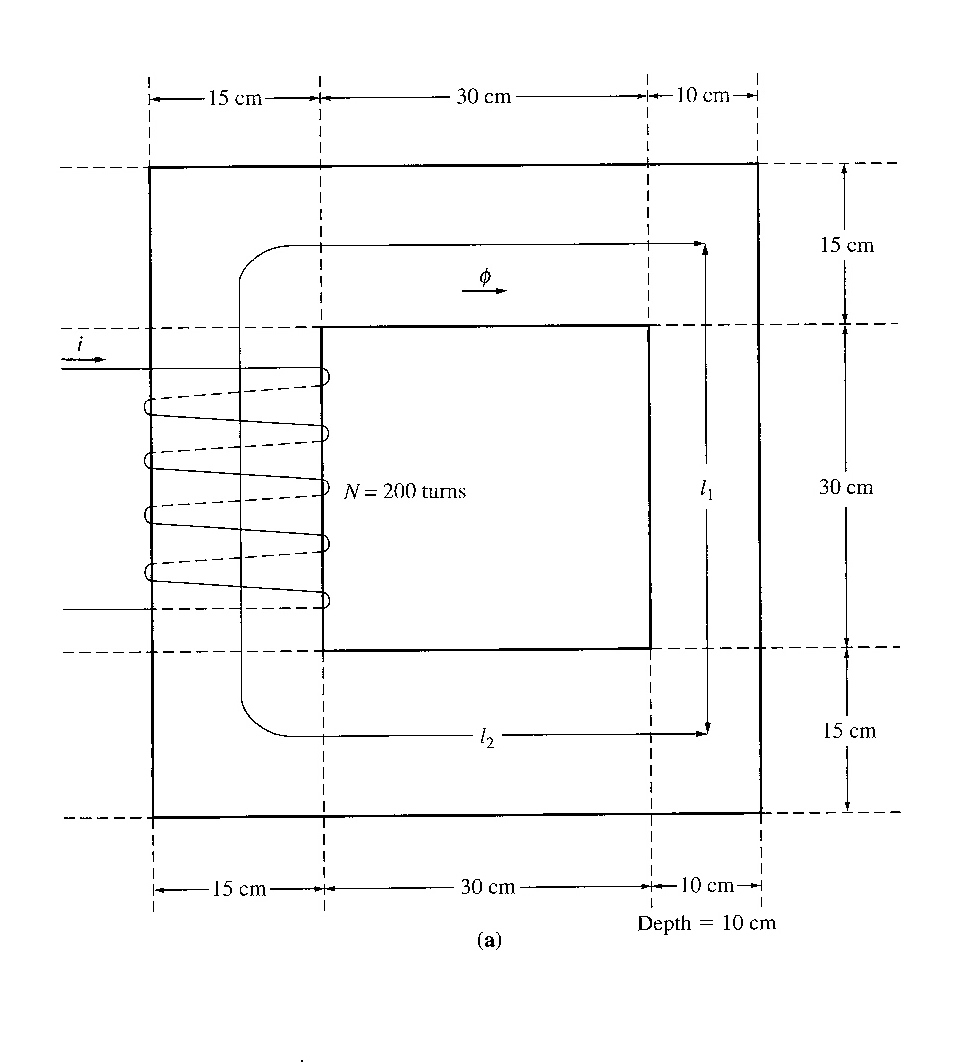 15 cm 30 cm 10 cm
15 cm
ϕ
i
N = 200 turns
l₁
30 cm
15 cm
l₂
15 cm 30 cm 10 cm
Depth = 10 cm
(a)